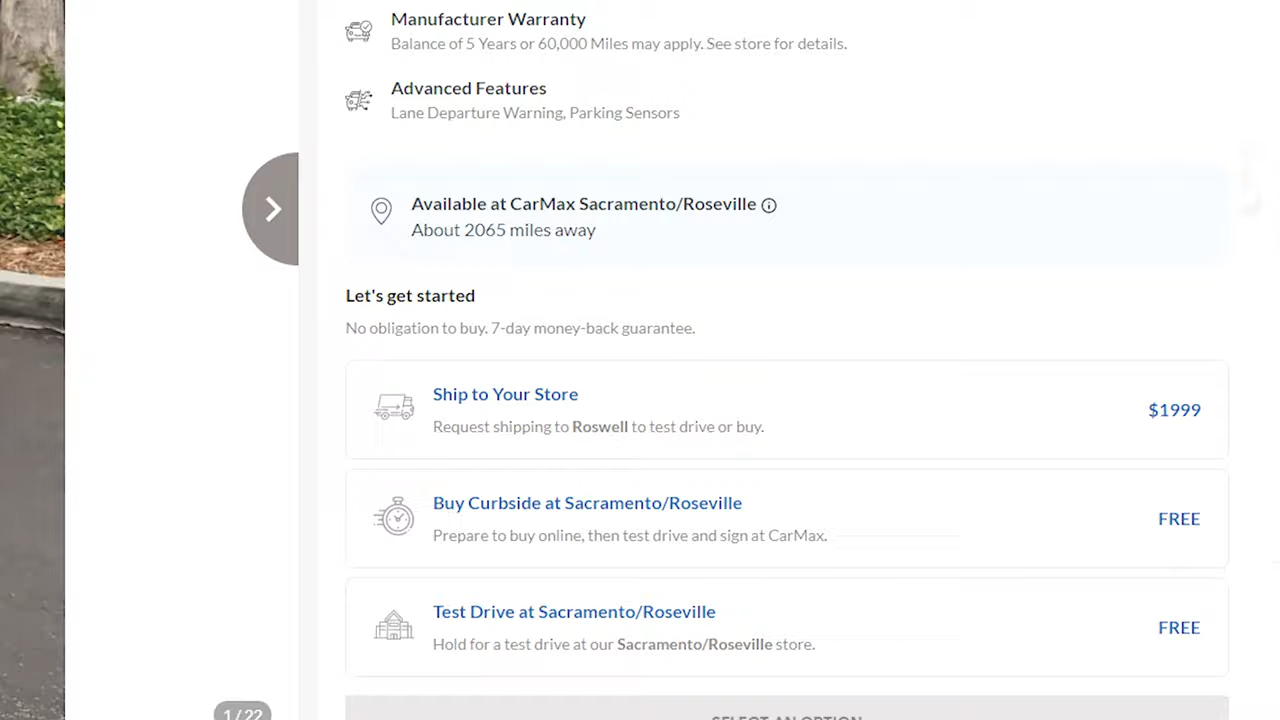 Manufacturer Warranty
Balance of 5 Years or 60,000 Miles may apply. See store for details.
Advanced Features
Lane Departure Warning, Parking Sensors
Available at CarMax Sacramento/Roseville
About 2065 miles away
Let's get started
No obligation to buy. 7-day money-back guarantee.
Ship to Your Store
$1999
Request shipping to Roswell to test drive or buy.
Buy Curbside at Sacramento/Roseville
FREE
Prepare to buy online, then test drive and sign at CarMax.
Test Drive at Sacramento/Roseville
FREE
Hold for a test drive at our Sacramento/Roseville store.
SELECT AN OPTION
1/22